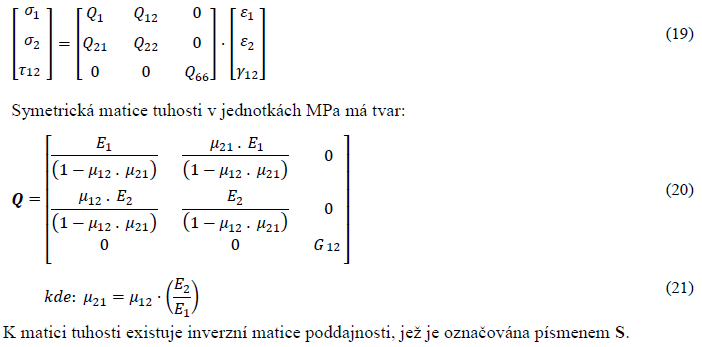 [σ₁ σ₂ τ12] = [Q₁ Q₁₂ 0; Q₂₁ Q₂₂ 0; 0 0 Q₆₆] · [ε₁ ε₂ γ₁₂] (19)
Symetrická matice tuhosti v jednotkách MPa má tvar:
Q = [E₁/(1 − μ₁₂ . μ₂₁) μ₂₁ . E₁/(1 − μ₁₂ . μ₂₁) 0; μ₁₂ . E₂/(1 − μ₁₂ . μ₂₁) E₂/(1 − μ₁₂ . μ₂₁) 0; 0 0 G ₁₂] (20)
kde: μ₂₁ = μ₁₂ · (E₂/E₁) (21)
K matici tuhosti existuje inverzní matice poddajnosti, jež je označována písmenem S.